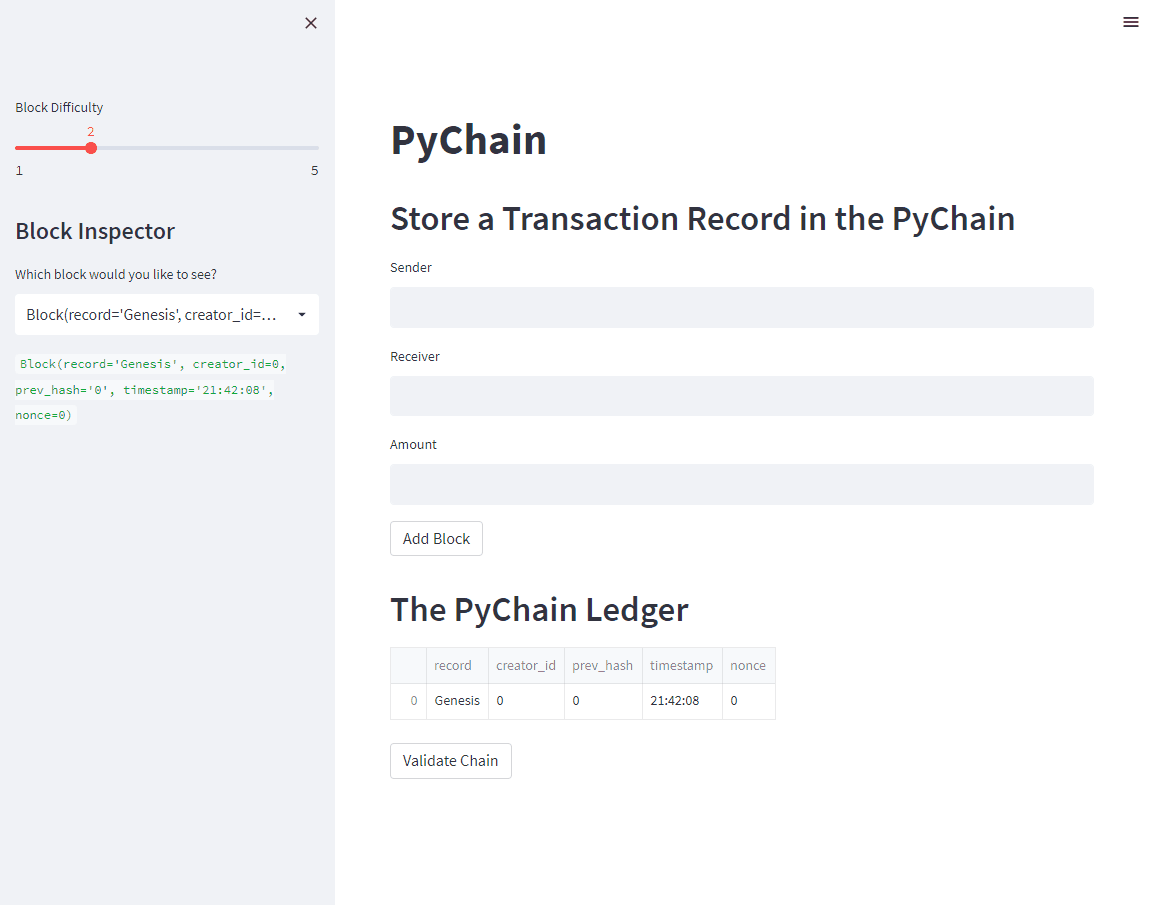 Block Difficulty
2
1 5
Block Inspector
Which block would you like to see?
Block(record='Genesis', creator_id=...
Block(record='Genesis', creator_id=0,
prev_hash='0', timestamp='21:42:08',
nonce=0)
PyChain
Store a Transaction Record in the PyChain
Sender
Receiver
Amount
Add Block
The PyChain Ledger
record creator_id prev_hash timestamp nonce
0 Genesis 0 0 21:42:08 0
Validate Chain